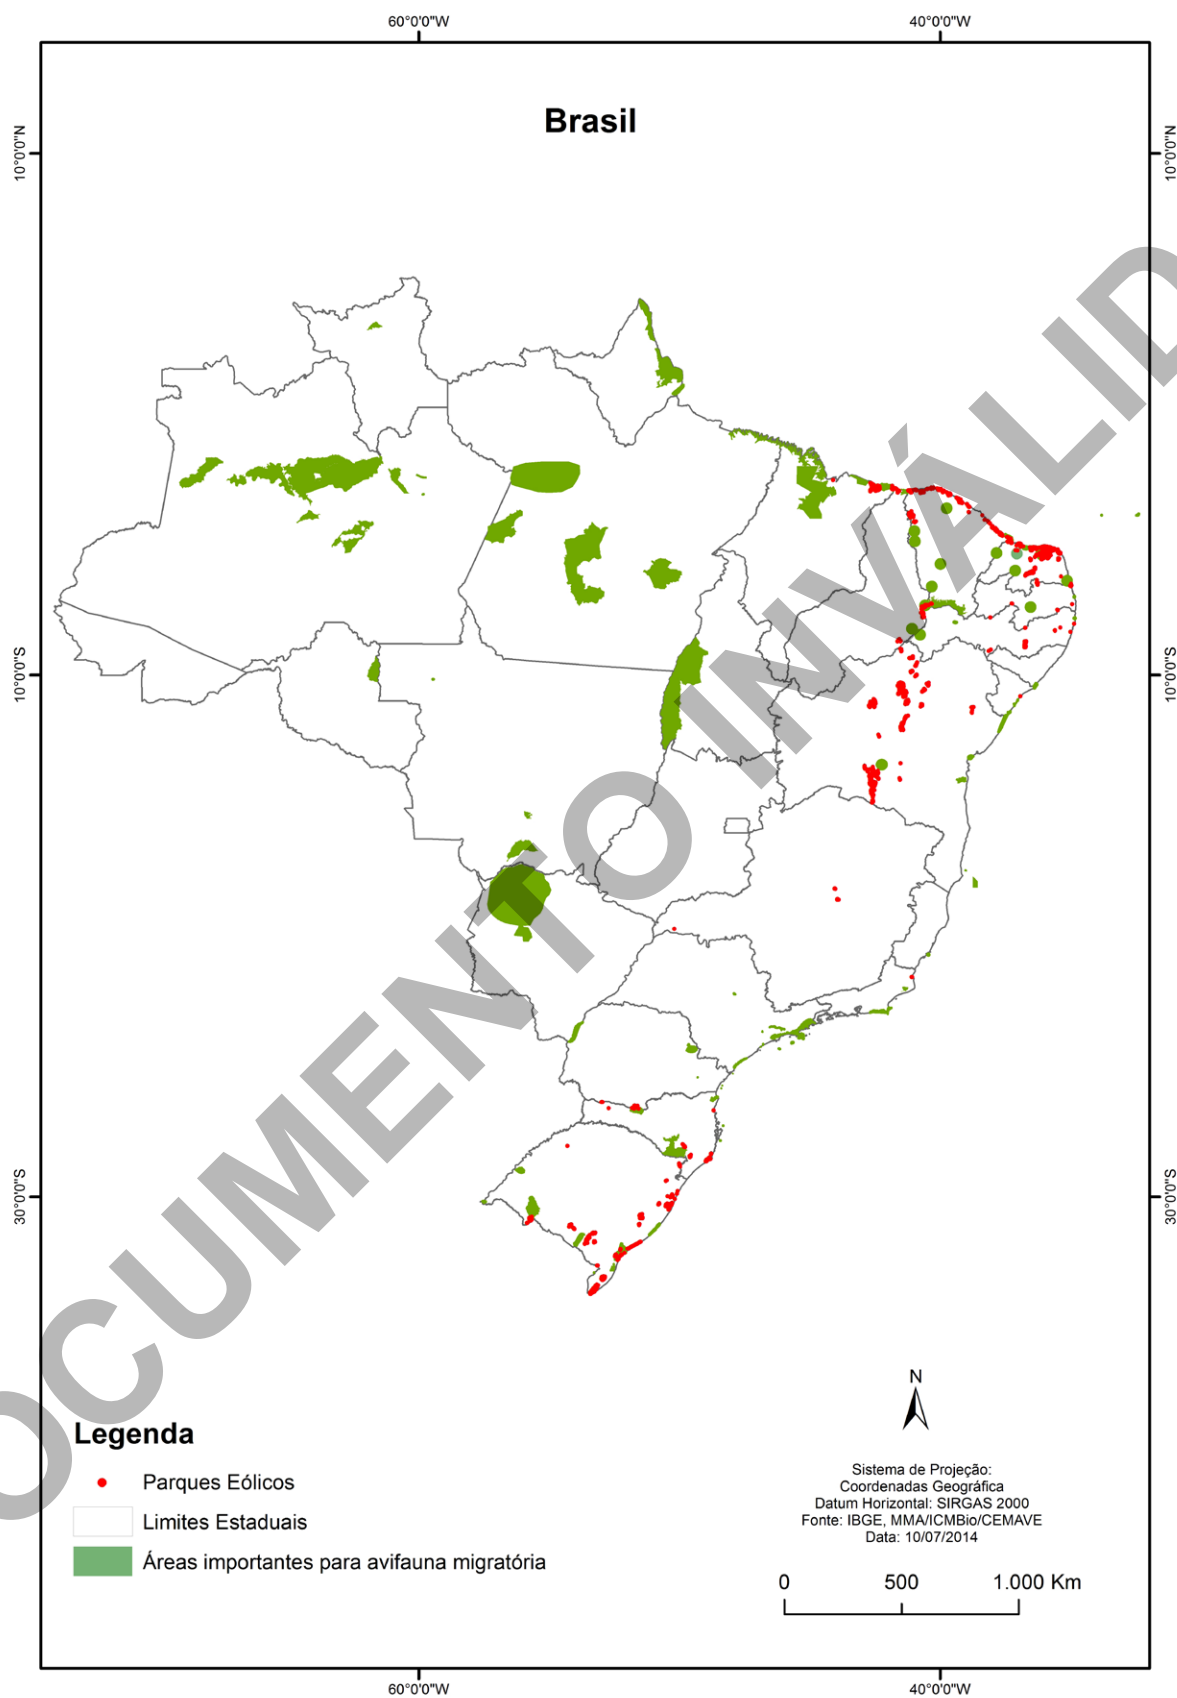 60°0'0"W
40°0'0"W
10°0'0"N
10°0'0"N
Brasil
10°0'0"S
10°0'0"S
30°0'0"S
30°0'0"S
DOCUMENTO INVÁLID
N
Legenda
Parques Eólicos
Limites Estaduais
Áreas importantes para avifauna migratória
Sistema de Projeção:
Coordenadas Geográfica
Datum Horizontal: SIRGAS 2000
Fonte: IBGE, MMA/ICMBio/CEMAVE
Data: 10/07/2014
0 500 1.000 Km
60°0'0"W
40°0'0"W